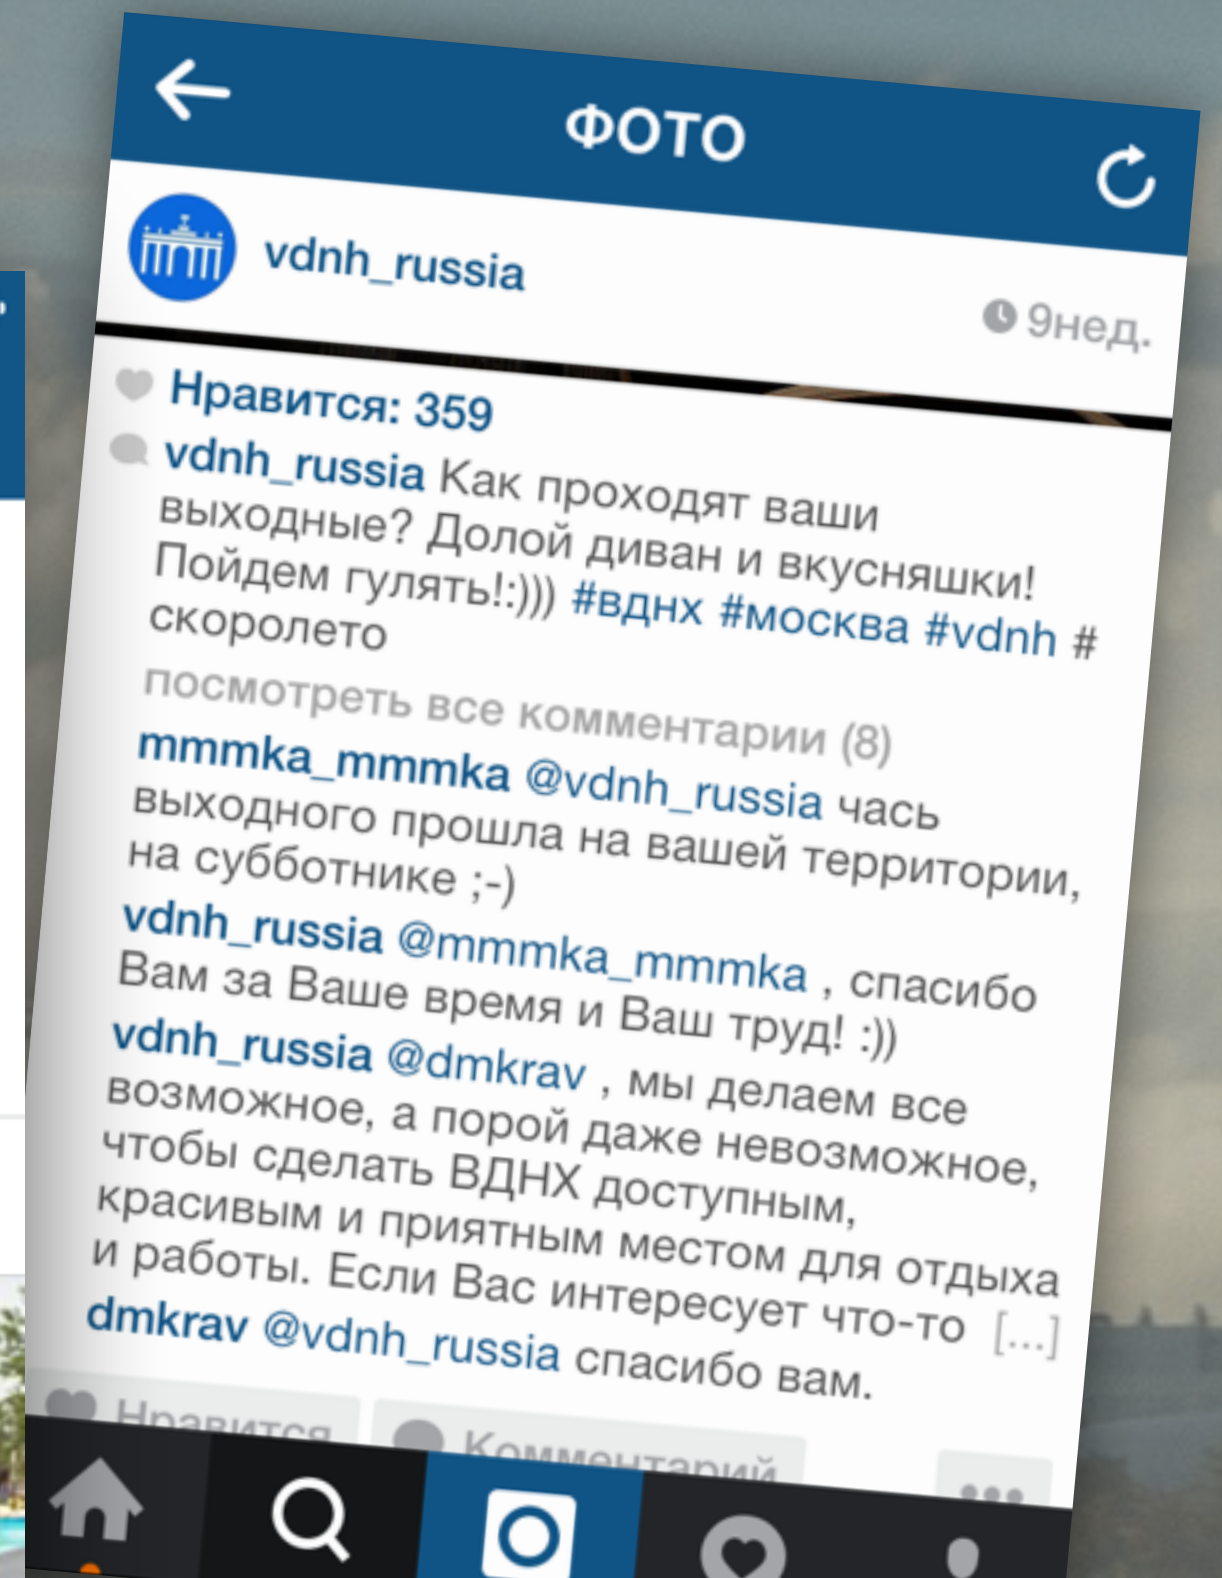 ФОТО
vdnh_russia
9нед.
Нравится: 359
vdnh_russia Как проходят ваши
выходные? Долой диван и вкусняшки!
Пойдем гулять!:))) #вднх #москва #vdnh #
скоролето
посмотреть все комментарии (8)
mmmka_mmmka @vdnh_russia чась
выходного прошла на вашей территории,
на субботнике ;-)
vdnh_russia @mmmka_mmmka , спасибо
Вам за Ваше время и Ваш труд! :))
vdnh_russia @dmkrav , мы делаем все
возможное, а порой даже невозможное,
чтобы сделать ВДНХ доступным,
красивым и приятным местом для отдыха
и работы. Если Вас интересует что-то [...]
dmkrav @vdnh_russia спасибо вам.
Нравится
Комментарий